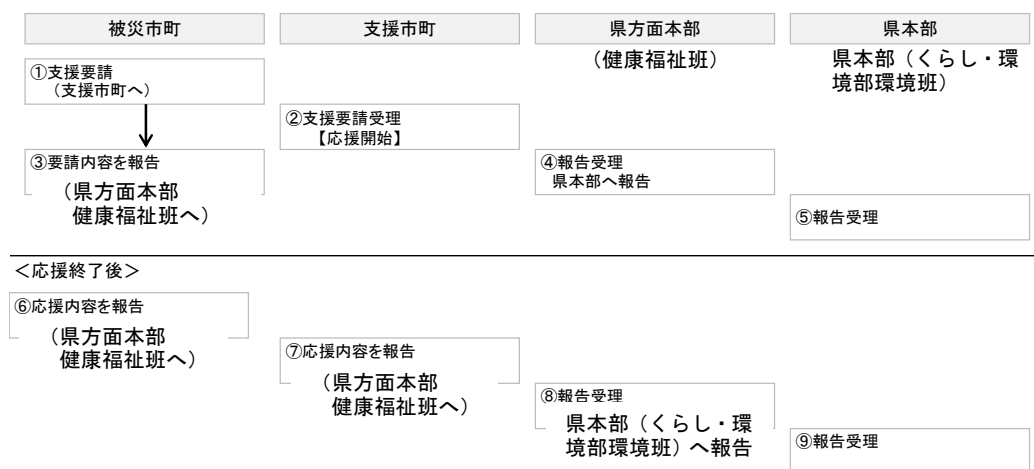 被災市町
支援市町
県方面本部
県本部
（健康福祉班）
県本部（くらし・環
境部環境班）
①支援要請
（支援市町へ）
②支援要請受理
【応援開始】
③要請内容を報告
（県方面本部
健康福祉班へ）
④報告受理
県本部へ報告
⑤報告受理
＜応援終了後＞
⑥応援内容を報告
（県方面本部
健康福祉班へ）
⑦応援内容を報告
（県方面本部
健康福祉班へ）
⑧報告受理
県本部（くらし・環
境部環境班）へ報告
⑨報告受理